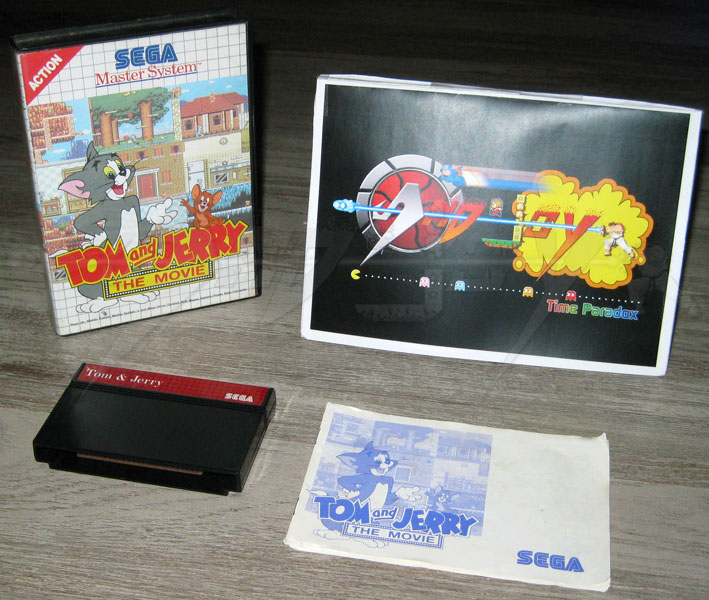 ACTION
SEGA
Master System™
TOM and JERRY
THE MOVIE
Time Paradox
Tom & Jerry
SEGA
TOM and JERRY
THE MOVIE
SEGA